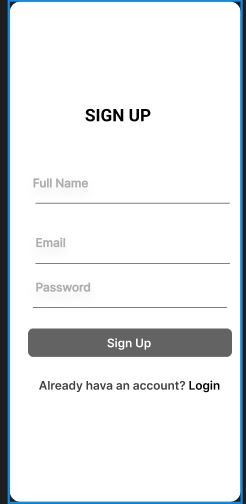 SIGN UP
Full Name
Email
Password
Sign Up
Already hava an account? Login